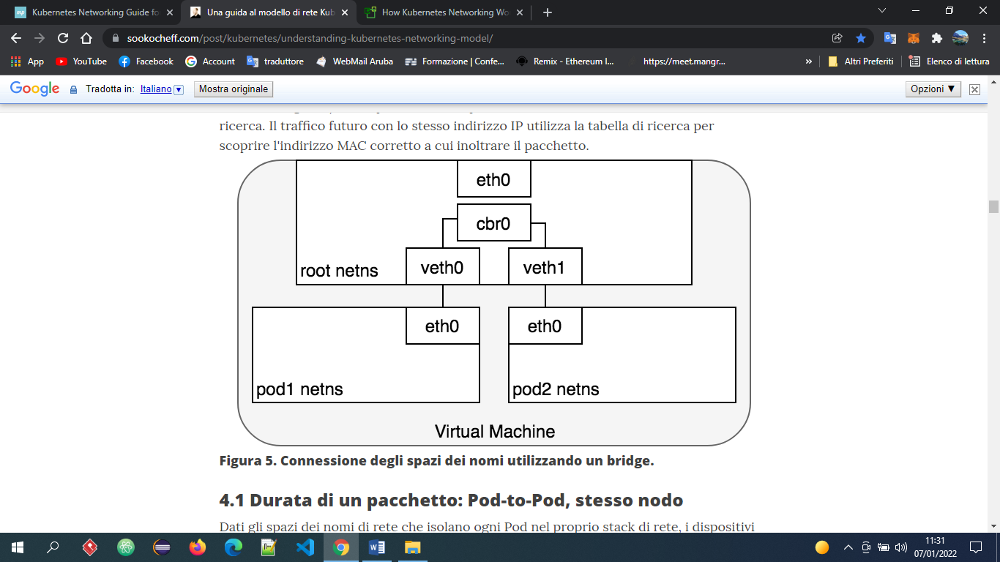 Kubernetes Networking Guide fo
Una guida al modello di rete Kub
How Kubernetes Networking Wo
sookocheff.com/post/kubernetes/understanding-kubernetes-networking-model/
App
YouTube
Facebook
Account
traduttore
WebMail Aruba
Formazione | Confe...
Remix - Ethereum I...
https://meet.mangr...
»
Altri Preferiti
Elenco di lettura
Google
Tradotta in: Italiano
Mostra originale
Opzioni ▼
ricerca. Il traffico futuro con lo stesso indirizzo IP utilizza la tabella di ricerca per
scoprire l'indirizzo MAC corretto a cui inoltrare il pacchetto.
eth0
cbr0
root netns
veth0
veth1
eth0
eth0
pod1 netns
pod2 netns
Virtual Machine
Figura 5. Connessione degli spazi dei nomi utilizzando un bridge.
4.1 Durata di un pacchetto: Pod-to-Pod, stesso nodo
Dati gli spazi dei nomi di rete che isolano ogni Pod nel proprio stack di rete, i dispositivi
11:31
07/01/2022